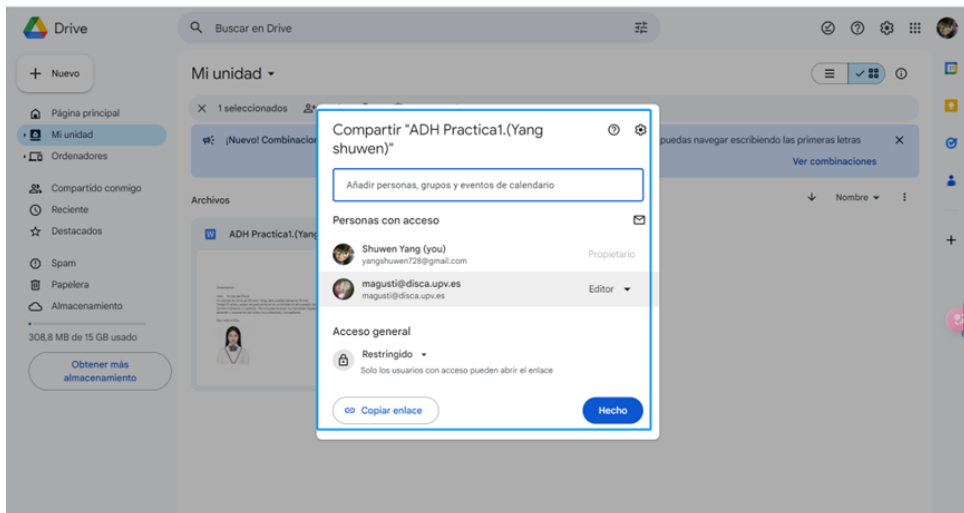 Drive
Buscar en Drive
Nuevo
Mi unidad
1 seleccionados
Página principal
Mi unidad
Ordenadores
Compartido conmigo
Reciente
Destacados
Spam
Papelera
Almacenamiento
308,8 MB de 15 GB usado
Obtener más
almacenamiento
¡Nuevo! Combinacion
puedas navegar escribiendo las primeras letras
Ver combinaciones
Archivos
Nombre
ADH Practica1.(Yang
Compartir "ADH Practica1.(Yang
shuwen)"
Añadir personas, grupos y eventos de calendario
Personas con acceso
Shuwen Yang (you)
yangshuwen728@gmail.com
Propietario
magusti@disca.upv.es
magusti@disca.upv.es
Editor
Acceso general
Restringido
Solo los usuarios con acceso pueden abrir el enlace
Copiar enlace
Hecho